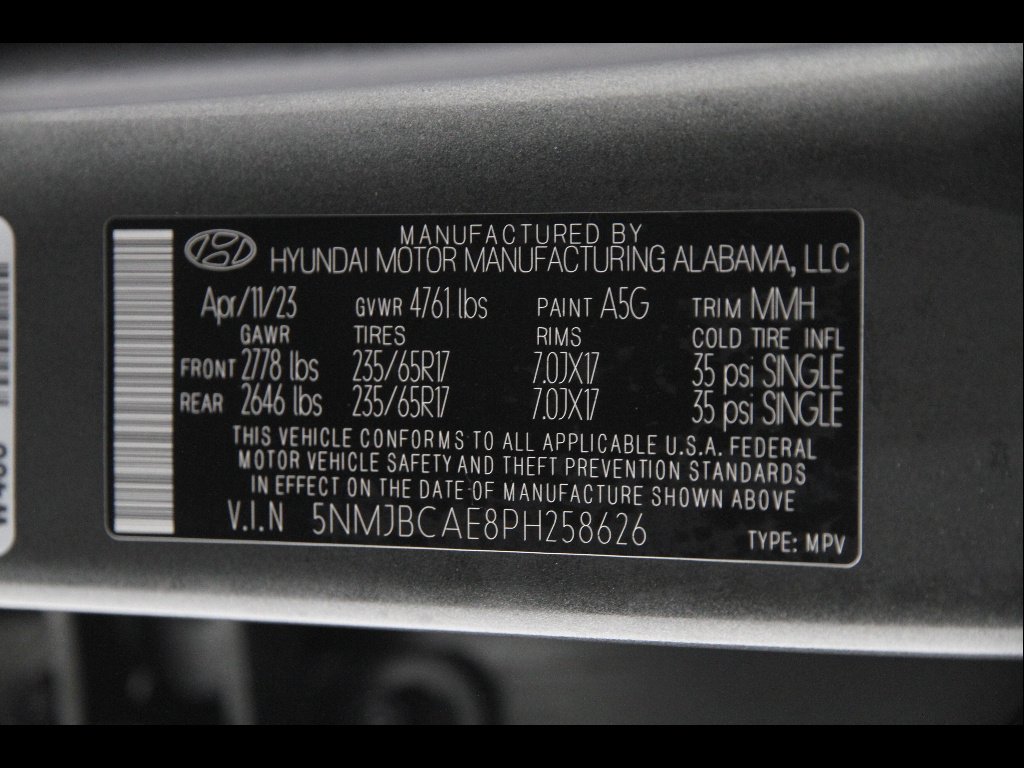 MANUFACTURED BY
HYUNDAI MOTOR MANUFACTURING ALABAMA, LLC
Apr/11/23 GVWR 4761 lbs PAINT A5G TRIM MMH
GAWR TIRES RIMS COLD TIRE INFL
FRONT 2778 lbs 235/65R17 7.0JX17 35 psi SINGLE
REAR 2646 lbs 235/65R17 7.0JX17 35 psi SINGLE
THIS VEHICLE CONFORMS TO ALL APPLICABLE U.S.A. FEDERAL
MOTOR VEHICLE SAFETY AND THEFT PREVENTION STANDARDS
IN EFFECT ON THE DATE OF MANUFACTURE SHOWN ABOVE
V.I.N 5NMJBCAE8PH258626 TYPE: MPV